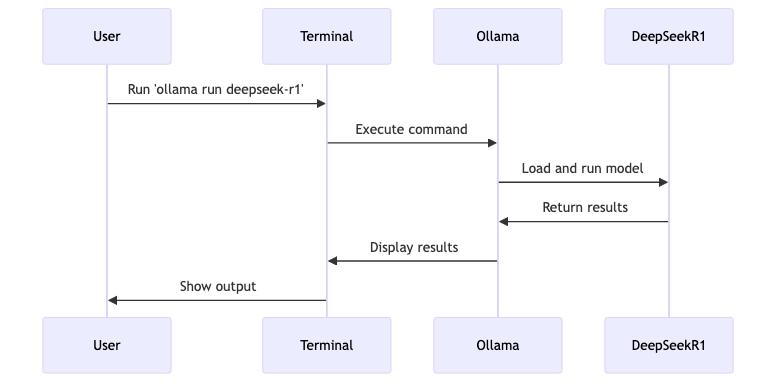 User Terminal Ollama DeepSeekR1
Run 'ollama run deepseek-r1'
Execute command
Load and run model
Return results
Display results
Show output
User Terminal Ollama DeepSeekR1